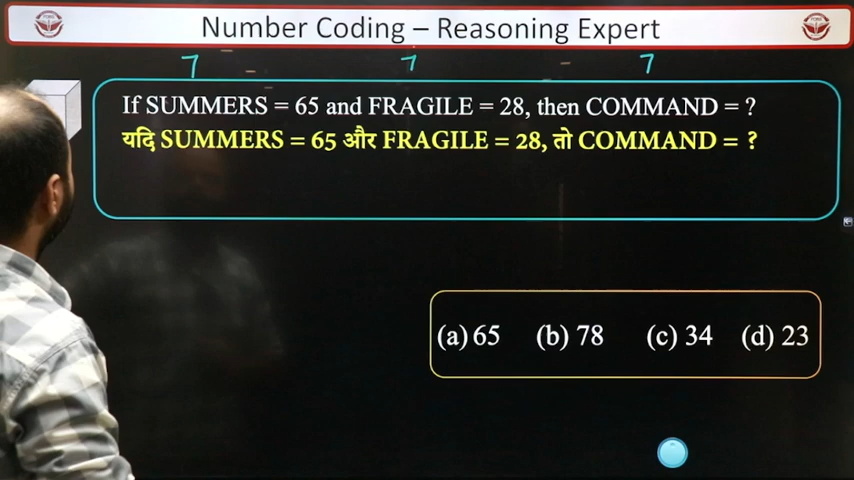 Number Coding – Reasoning Expert
7 7 7
If SUMMERS = 65 and FRAGILE = 28, then COMMAND = ?
यदि SUMMERS = 65 और FRAGILE = 28, तो COMMAND = ?
(a) 65 (b) 78 (c) 34 (d) 23